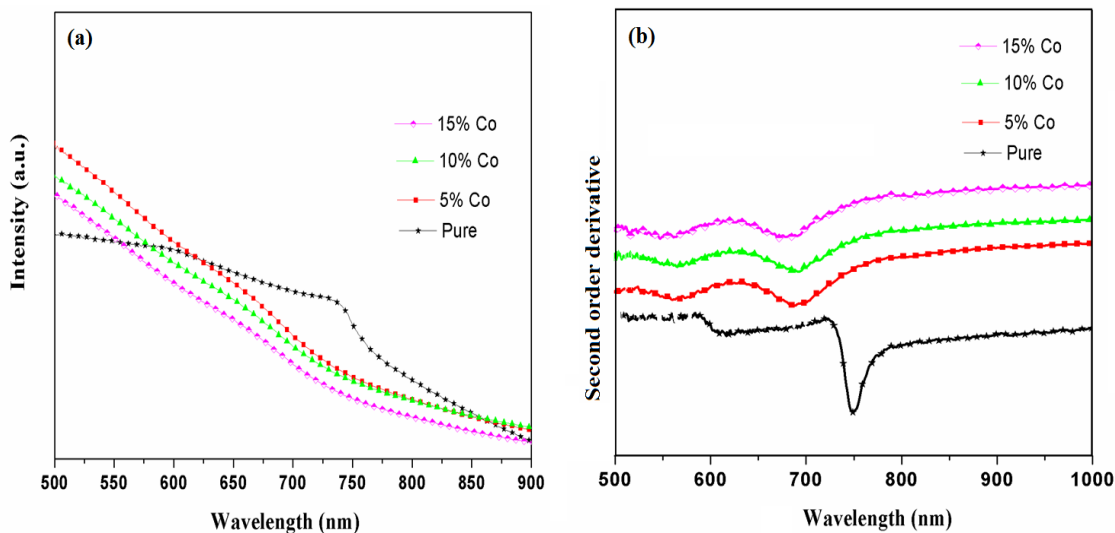 (a)
15% Co
10% Co
5% Co
Pure
Intensity (a.u.)
500 550 600 650 700 750 800 850 900
Wavelength (nm)
(b)
15% Co
10% Co
5% Co
Pure
Second order derivative
500 600 700 800 900 1000
Wavelength (nm)